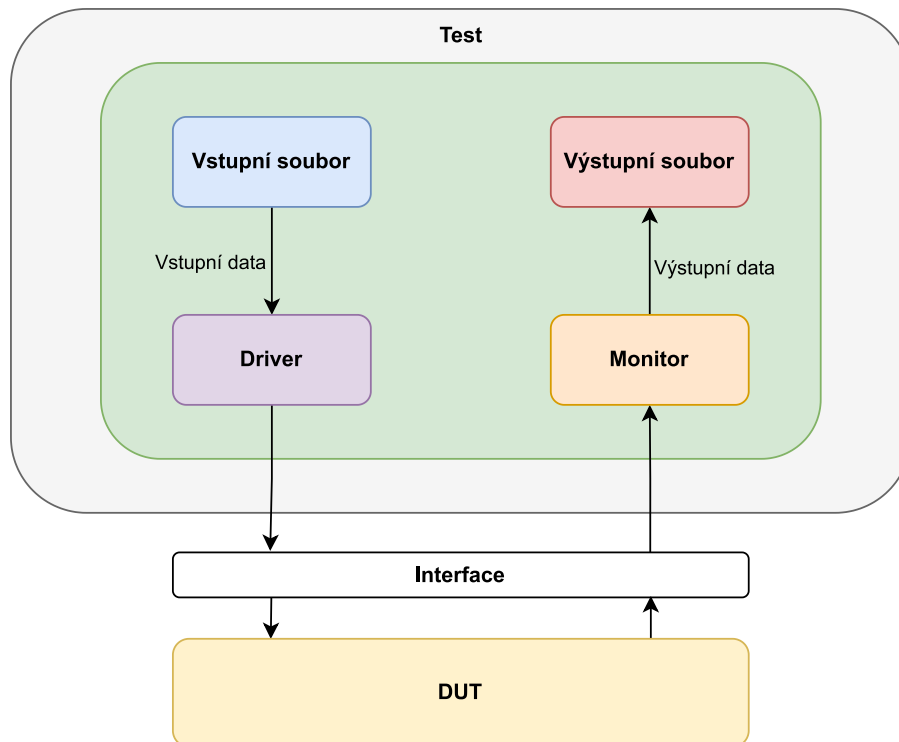 Test
Vstupní soubor
Výstupní soubor
Vstupní data
Výstupní data
Driver
Monitor
Interface
DUT